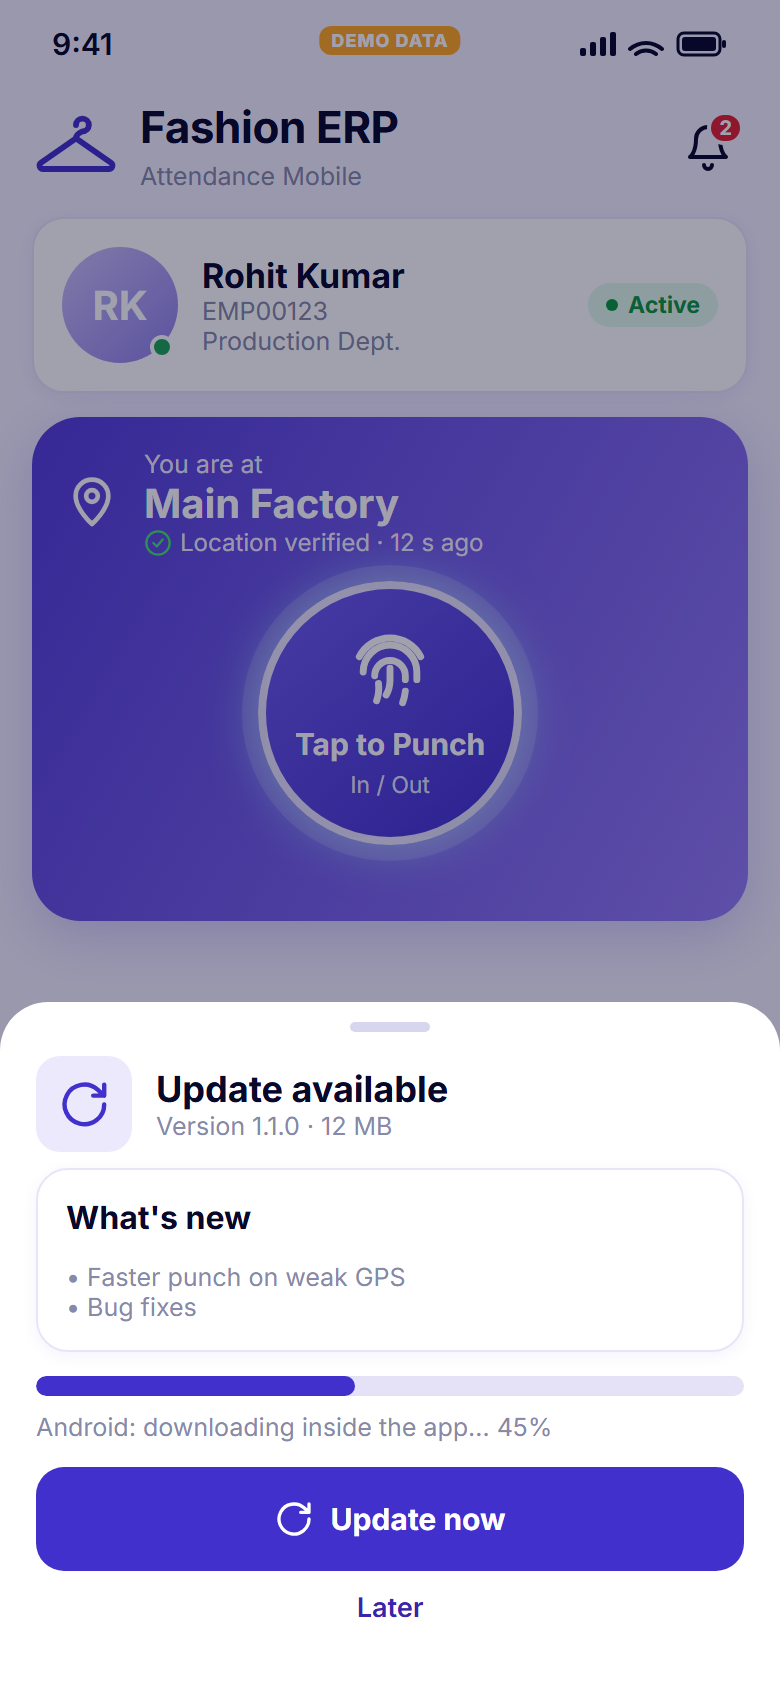 9:41
DEMO DATA
Fashion ERP
Attendance Mobile
2
RK
Rohit Kumar
EMP00123
Production Dept.
Active
You are at
Main Factory
Location verified · 12 s ago
Tap to Punch
In / Out
Update available
Version 1.1.0 · 12 MB
What's new
• Faster punch on weak GPS
• Bug fixes
Android: downloading inside the app... 45%
Update now
Later